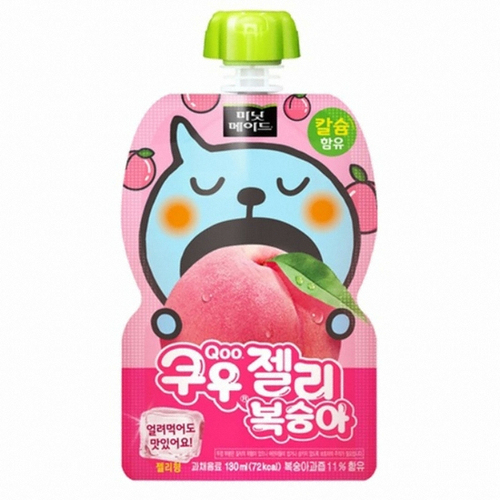 미닛
메이드
칼슘
함유
Qoo
쿠우® 젤리
복숭아
얼려먹어도
맛있어요!
젤리형
과채음료 130ml(72kcal) 복숭아과즙 11% 함유